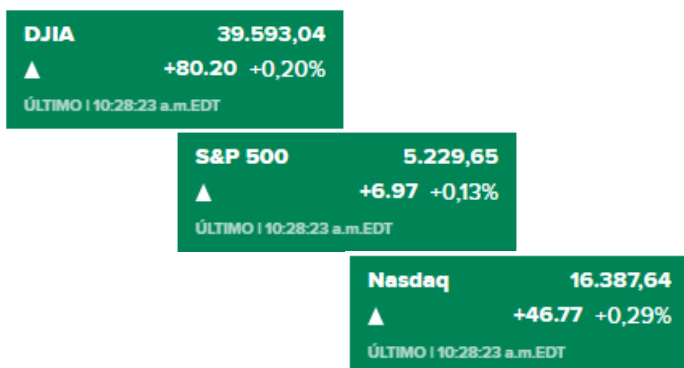 DJIA 39.593,04
▲ +80.20 +0,20%
ÚLTIMO | 10:28:23 a.m.EDT
S&P 500 5.229,65
▲ +6.97 +0,13%
ÚLTIMO | 10:28:23 a.m.EDT
Nasdaq 16.387,64
▲ +46.77 +0,29%
ÚLTIMO | 10:28:23 a.m.EDT